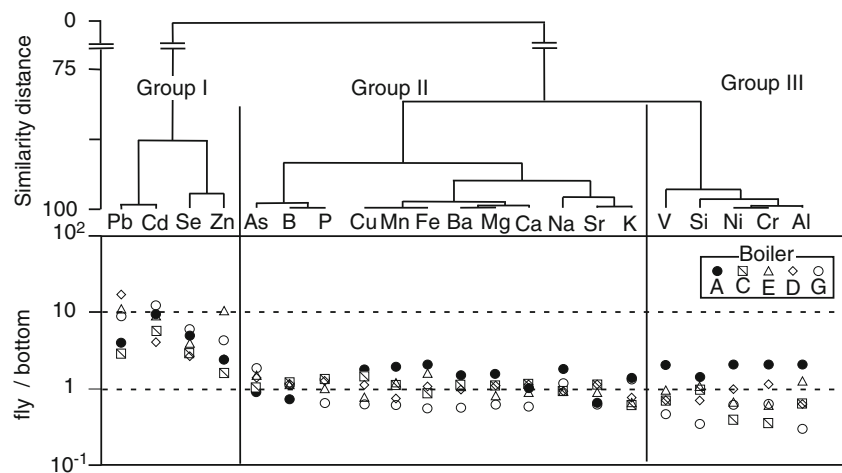 0
75
100
Similarity distance
Group I Group II Group III
Pb Cd Se Zn As B P Cu Mn Fe Ba Mg Ca Na Sr K V Si Ni Cr Al
10²
10
1
10⁻¹
fly / bottom
Boiler
A C E D G